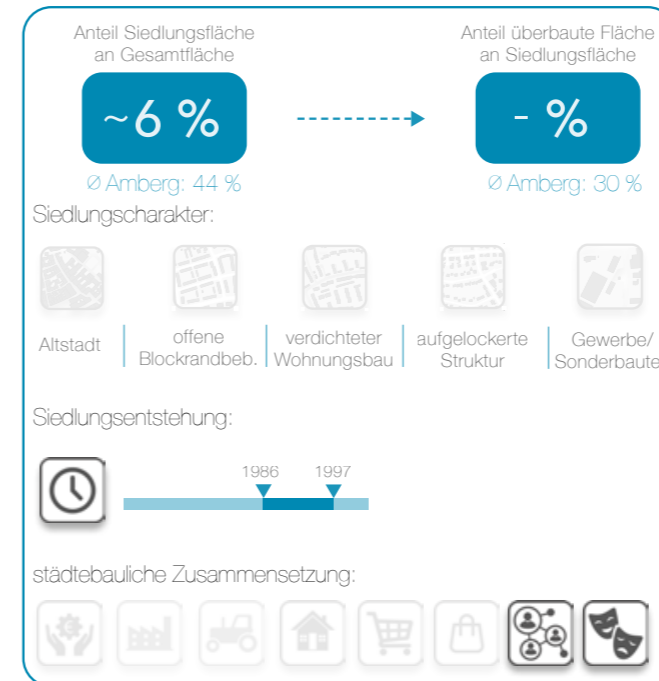 Anteil Siedlungsfläche
an Gesamtfläche
Anteil überbaute Fläche
an Siedlungsfläche
~6 %
- %
Ø Amberg: 44 %
Ø Amberg: 30 %
Siedlungscharakter:
Altstadt
offene
Blockrandbeb.
verdichteter
Wohnungsbau
aufgelockerte
Struktur
Gewerbe/
Sonderbaute
Siedlungsentstehung:
1986
1997
städtebauliche Zusammensetzung: